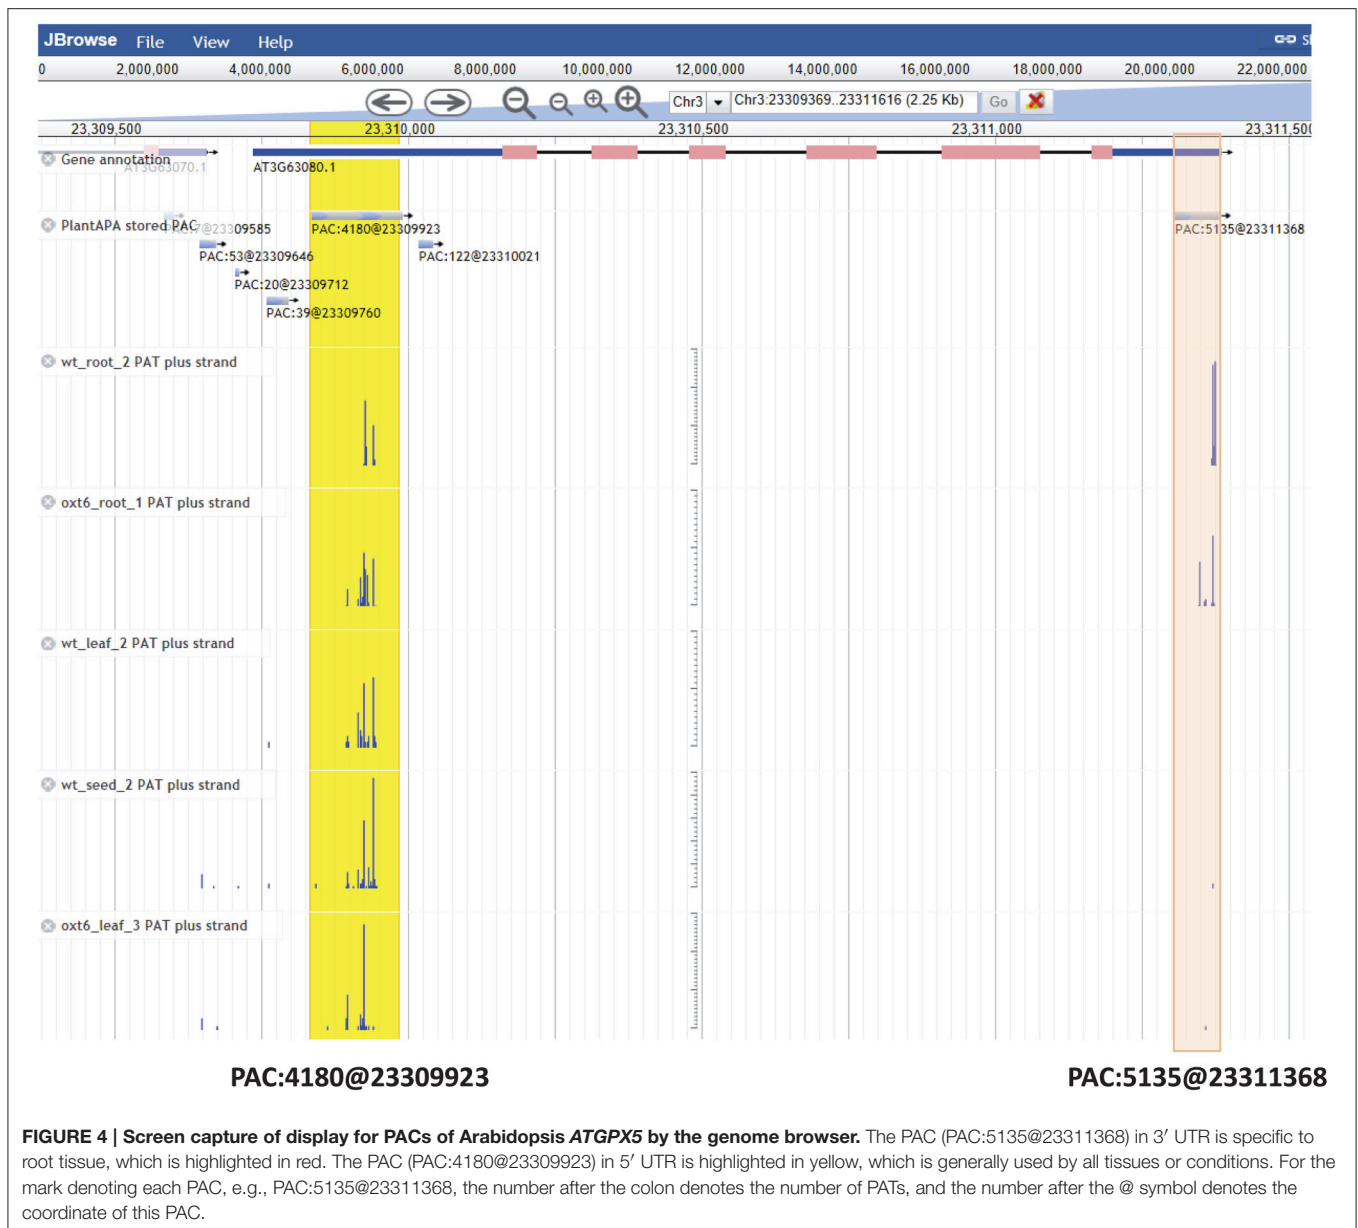 JBrowse File View Help SI
0 2,000,000 4,000,000 6,000,000 8,000,000 10,000,000 12,000,000 14,000,000 16,000,000 18,000,000 20,000,000 22,000,000
Chr3 Chr3:23309369..23311616 (2.25 Kb) Go
23,309,500 23,310,000 23,310,500 23,311,000 23,311,500
Gene annotation
AT3G63070.1 AT3G63080.1
PlantAPA stored PAC
PAC:7@23309585 PAC:4180@23309923 PAC:5135@23311368
PAC:53@23309646 PAC:122@23310021
PAC:20@23309712
PAC:39@23309760
wt_root_2 PAT plus strand
oxt6_root_1 PAT plus strand
wt_leaf_2 PAT plus strand
wt_seed_2 PAT plus strand
oxt6_leaf_3 PAT plus strand
PAC:4180@23309923 PAC:5135@23311368
FIGURE 4 | Screen capture of display for PACs of Arabidopsis ATGPX5 by the genome browser. The PAC (PAC:5135@23311368) in 3′ UTR is specific to
root tissue, which is highlighted in red. The PAC (PAC:4180@23309923) in 5′ UTR is highlighted in yellow, which is generally used by all tissues or conditions. For the
mark denoting each PAC, e.g., PAC:5135@23311368, the number after the colon denotes the number of PATs, and the number after the @ symbol denotes the
coordinate of this PAC.